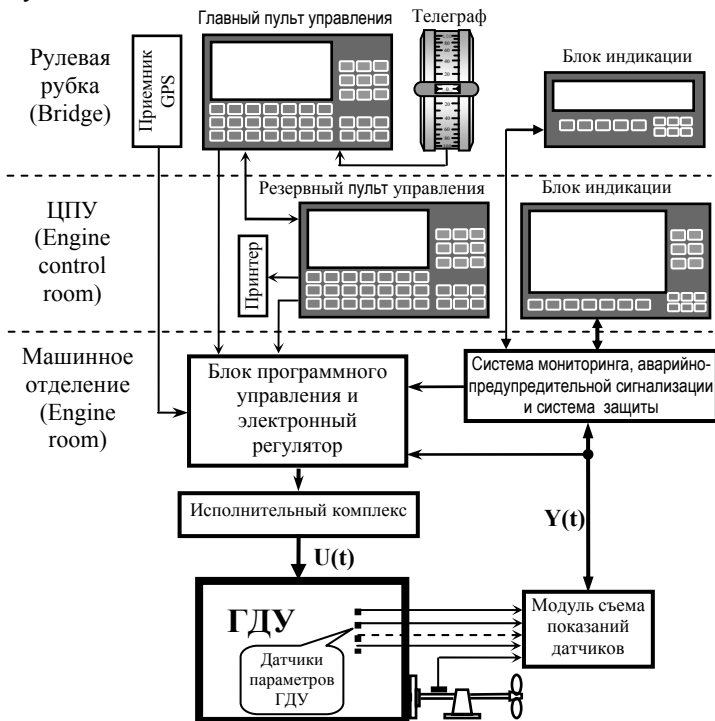 Главный пульт управления
Телеграф
Рулевая
рубка
(Bridge)
Приемник
GPS
Блок индикации
ЦПУ
(Engine
control
room)
Резервный пульт управления
Принтер
Блок индикации
Машинное
отделение
(Engine
room)
Блок программного
управления и
электронный
регулятор
Система мониторинга, аварийно-
предупредительной сигнализации
и система защиты
Исполнительный комплекс
U(t)
Y(t)
ГДУ
Датчики
параметров
ГДУ
Модуль съема
показаний
датчиков